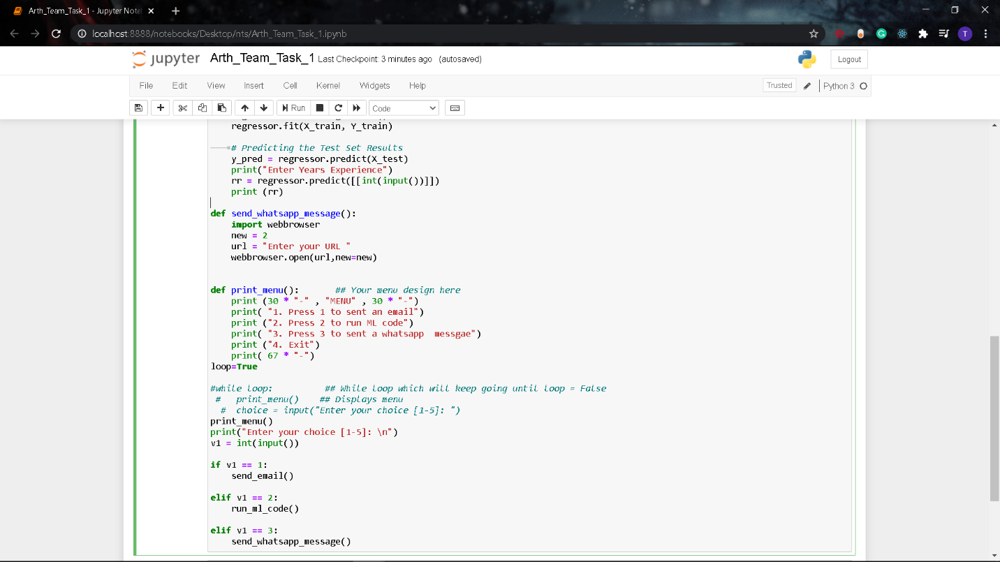 Arth_Team_Task_1 - Jupyter Note
localhost:8888/notebooks/Desktop/nts/Arth_Team_Task_1.ipynb
T
jupyter Arth_Team_Task_1 Last Checkpoint: 3 minutes ago (autosaved)
Logout
File Edit View Insert Cell Kernel Widgets Help
Trusted
Python 3
Run
Code
regressor.fit(X_train, Y_train)
# Predicting the Test Set Results
y_pred = regressor.predict(X_test)
print("Enter Years Experience")
rr = regressor.predict([[int(input())]])
print (rr)
def send_whatsapp_message():
import webbrowser
new = 2
url = "Enter your URL "
webbrowser.open(url,new=new)
def print_menu():       ## Your menu design here
print (30 * "-" , "MENU" , 30 * "-")
print( "1. Press 1 to sent an email")
print ("2. Press 2 to run ML code")
print( "3. Press 3 to sent a whatsapp  messgae")
print ("4. Exit")
print( 67 * "-")
loop=True
#while loop:          ## While loop which will keep going until loop = False
#   print_menu()    ## Displays menu
#  choice = input("Enter your choice [1-5]: ")
print_menu()
print("Enter your choice [1-5]: \n")
v1 = int(input())
if v1 == 1:
send_email()
elif v1 == 2:
run_ml_code()
elif v1 == 3:
send_whatsapp_message()